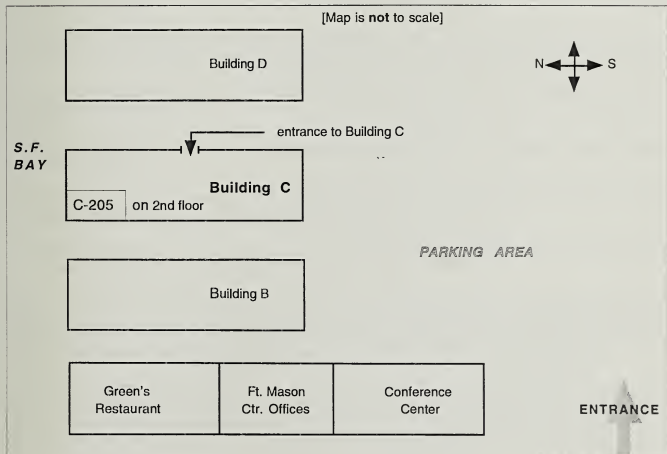 [Map is not to scale]
Building D
N S
entrance to Building C
S.F.
BAY
Building C
C-205 on 2nd floor
PARKING AREA
Building B
Green's
Restaurant
Ft. Mason
Ctr. Offices
Conference
Center
ENTRANCE